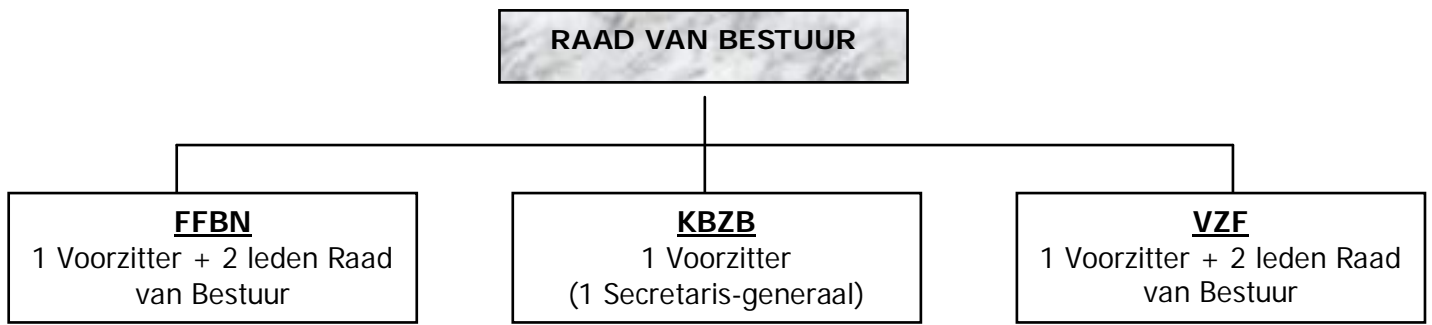 RAAD VAN BESTUUR
FFBN
1 Voorzitter + 2 leden Raad
van Bestuur
KBZB
1 Voorzitter
(1 Secretaris-generaal)
VZF
1 Voorzitter + 2 leden Raad
van Bestuur